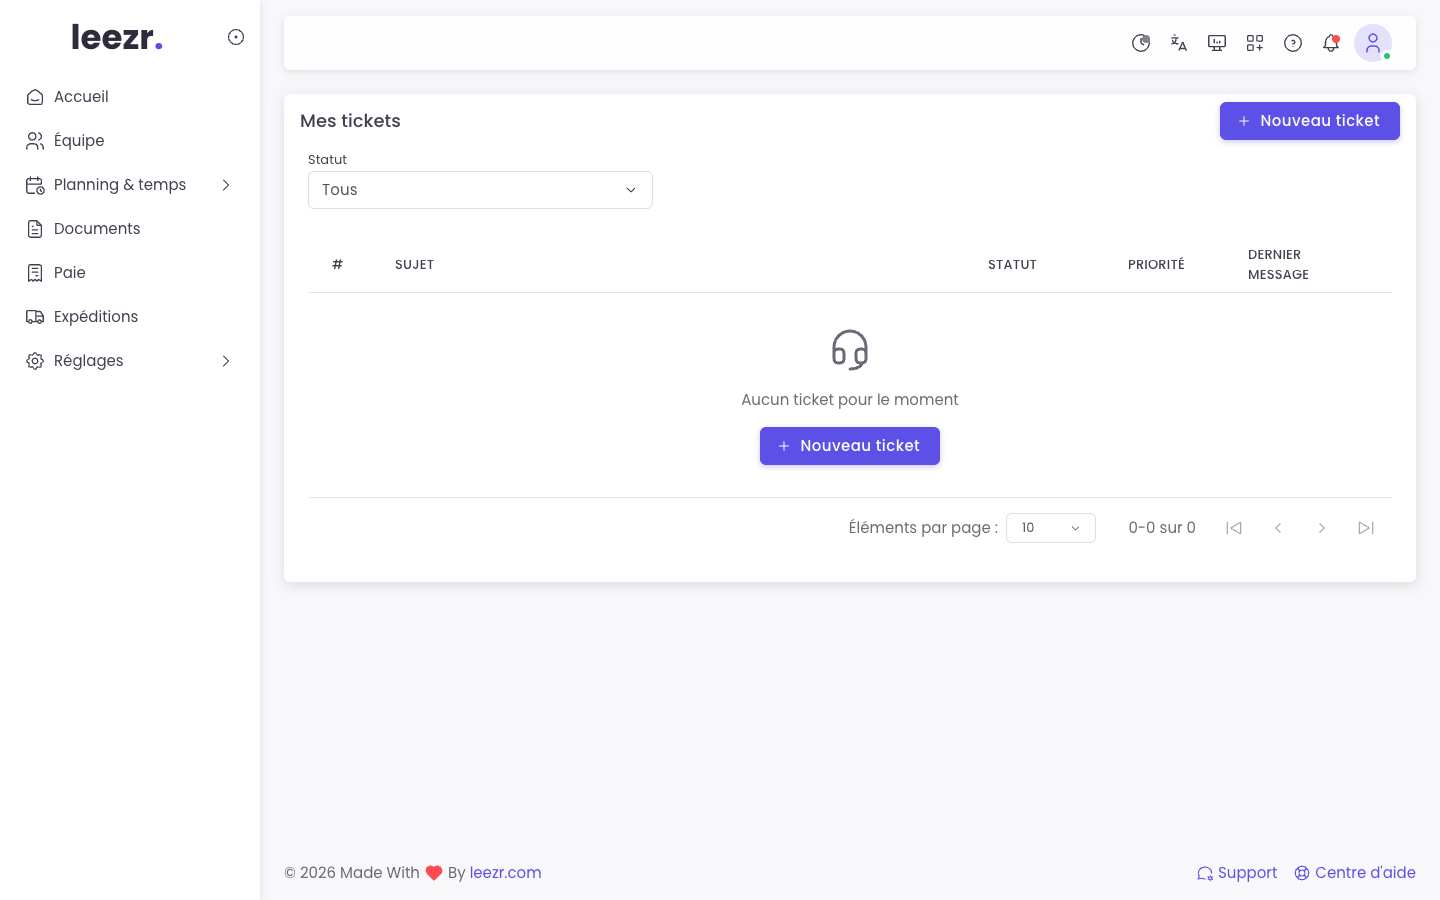 leezr.
Accueil
Équipe
Planning & temps
Documents
Paie
Expéditions
Réglages
Mes tickets
Nouveau ticket
Statut
Tous
# SUJET STATUT PRIORITÉ DERNIER MESSAGE
Aucun ticket pour le moment
Nouveau ticket
Éléments par page : 10 0-0 sur 0
© 2026 Made With By leezr.com
Support Centre d'aide